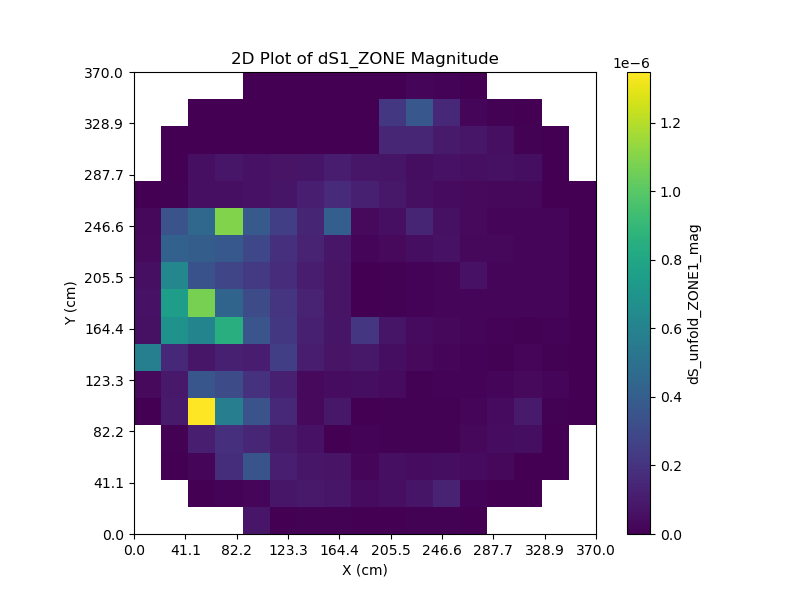 2D Plot of dS1_ZONE Magnitude
1e−6
370.0
328.9
287.7
246.6
205.5
164.4
123.3
82.2
41.1
0.0
Y (cm)
0.0 41.1 82.2 123.3 164.4 205.5 246.6 287.7 328.9 370.0
X (cm)
1.2
1.0
0.8
0.6
0.4
0.2
0.0
dS_unfold_ZONE1_mag